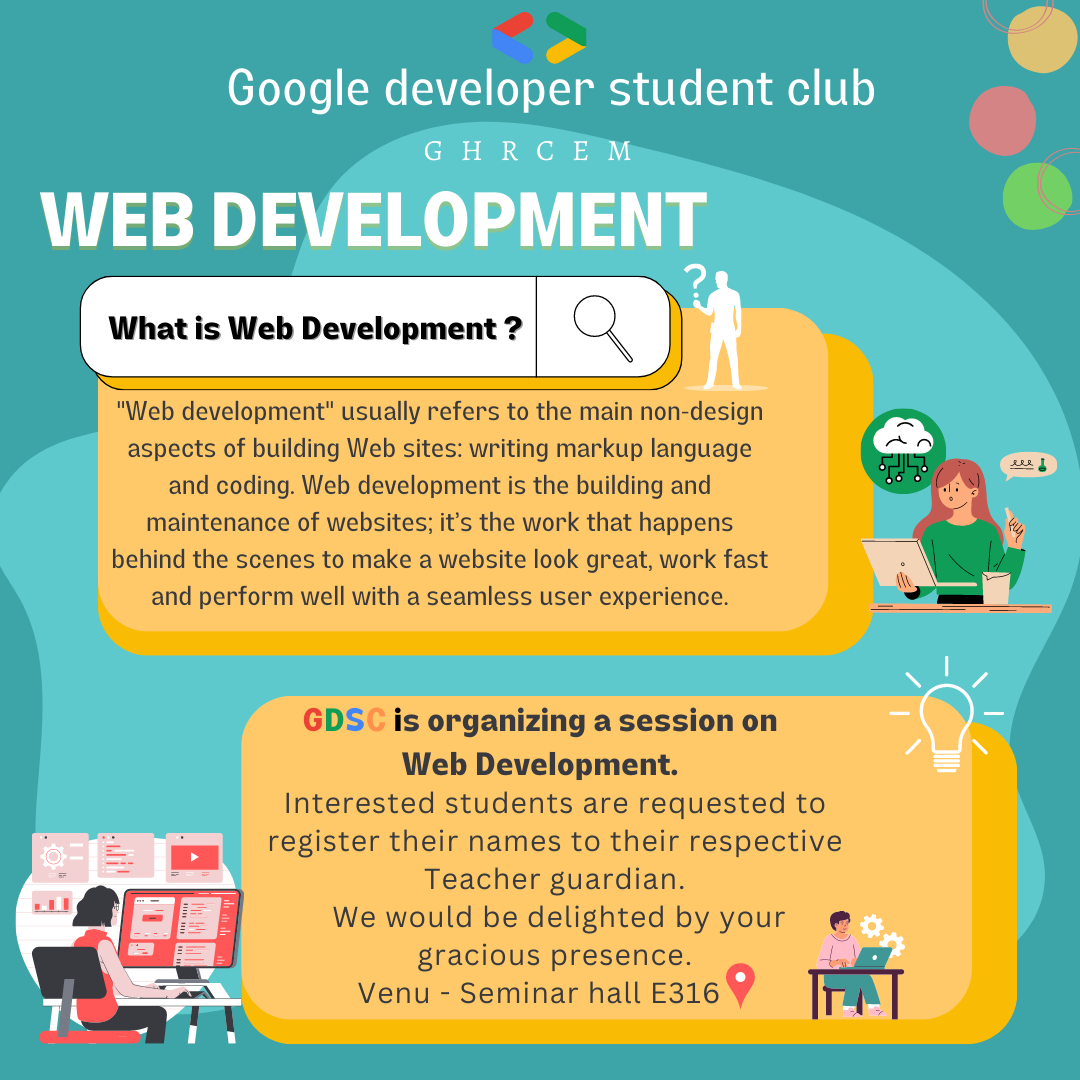 Google developer student club
GHRCEM
WEB DEVELOPMENT
What is Web Development ?
"Web development" usually refers to the main non-design
aspects of building Web sites: writing markup language
and coding. Web development is the building and
maintenance of websites; it's the work that happens
behind the scenes to make a website look great, work fast
and perform well with a seamless user experience.
GDSC is organizing a session on
Web Development.
Interested students are requested to
register their names to their respective
Teacher guardian.
We would be delighted by your
gracious presence.
Venu - Seminar hall E316